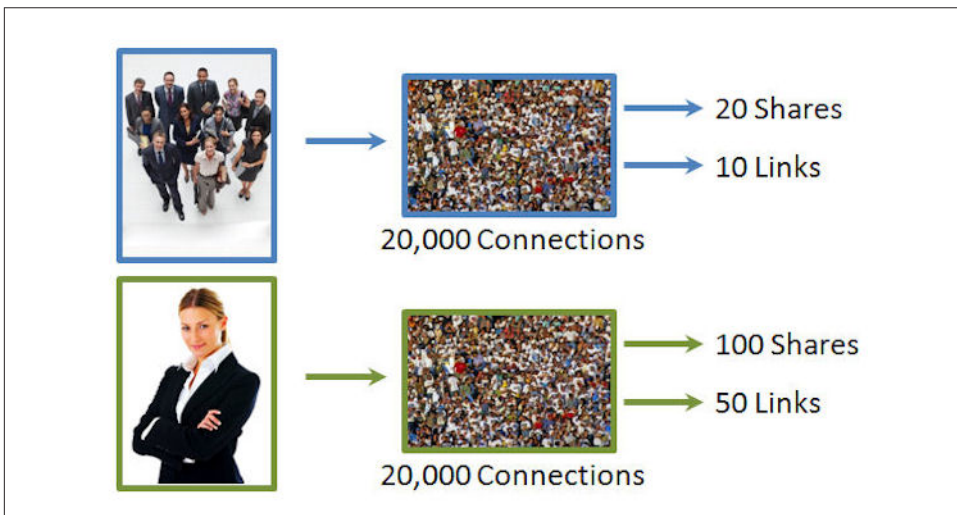 20 Shares
10 Links
20,000 Connections
100 Shares
50 Links
20,000 Connections